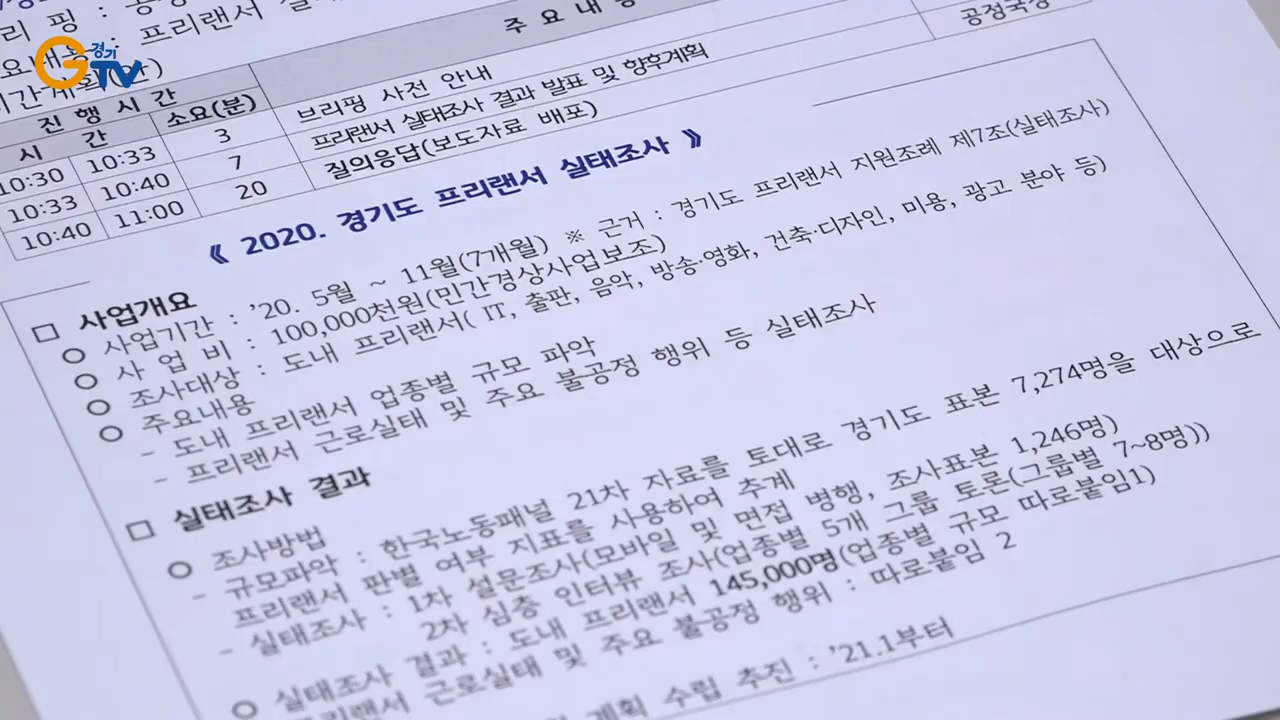 경기
GTV
리 핑 :
프리랜서
주 요 내 용
공정국장
진 행 시 간
소요(분)
시 간
10:30 10:33 3 브리핑 사전 안내
10:33 10:40 7 프리랜서 실태조사 결과 발표 및 향후계획
10:40 11:00 20 질의응답(보도자료 배포)
《 2020. 경기도 프리랜서 실태조사 》
□ 사업개요
○ 사업기간 : '20. 5월 ~ 11월(7개월) ※ 근거 : 경기도 프리랜서 지원조례 제7조(실태조사)
○ 사 업 비 : 100,000천원(민간경상사업보조)
○ 조사대상 : 도내 프리랜서( IT, 출판, 음악, 방송·영화, 건축·디자인, 미용, 광고 분야 등)
○ 주요내용
- 도내 프리랜서 업종별 규모 파악
- 프리랜서 근로실태 및 주요 불공정 행위 등 실태조사
□ 실태조사 결과
○ 조사방법
- 규모파악 : 한국노동패널 21차 자료를 토대로 경기도 표본 7,274명을 대상으로
프리랜서 판별 여부 지표를 사용하여 추계
- 실태조사 : 1차 설문조사(모바일 및 면접 병행, 조사표본 1,246명)
2차 심층 인터뷰 조사(업종별 5개 그룹 토론(그룹별 7~8명))
○ 실태조사 결과 : 도내 프리랜서 145,000명(업종별 규모 따로붙임1)
프리랜서 근로실태 및 주요 불공정 행위 : 따로붙임 2
계획 수립 추진 : '21.1부터